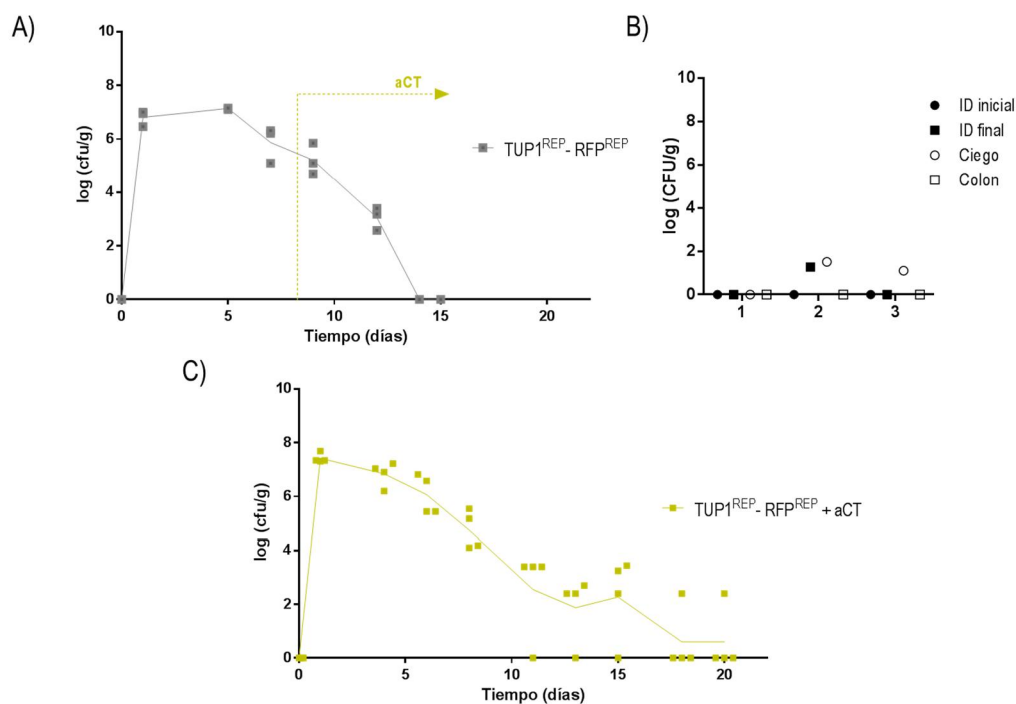 A)
10
8
6
4
2
0
log (cfu/g)
0 5 10 15 20
Tiempo (días)
aCT
TUP1REP- RFPREP
B)
10
8
6
4
2
0
log (CFU/g)
1 2 3
ID inicial
ID final
Ciego
Colon
C)
10
8
6
4
2
0
log (cfu/g)
0 5 10 15 20
Tiempo (días)
TUP1REP- RFPREP + aCT